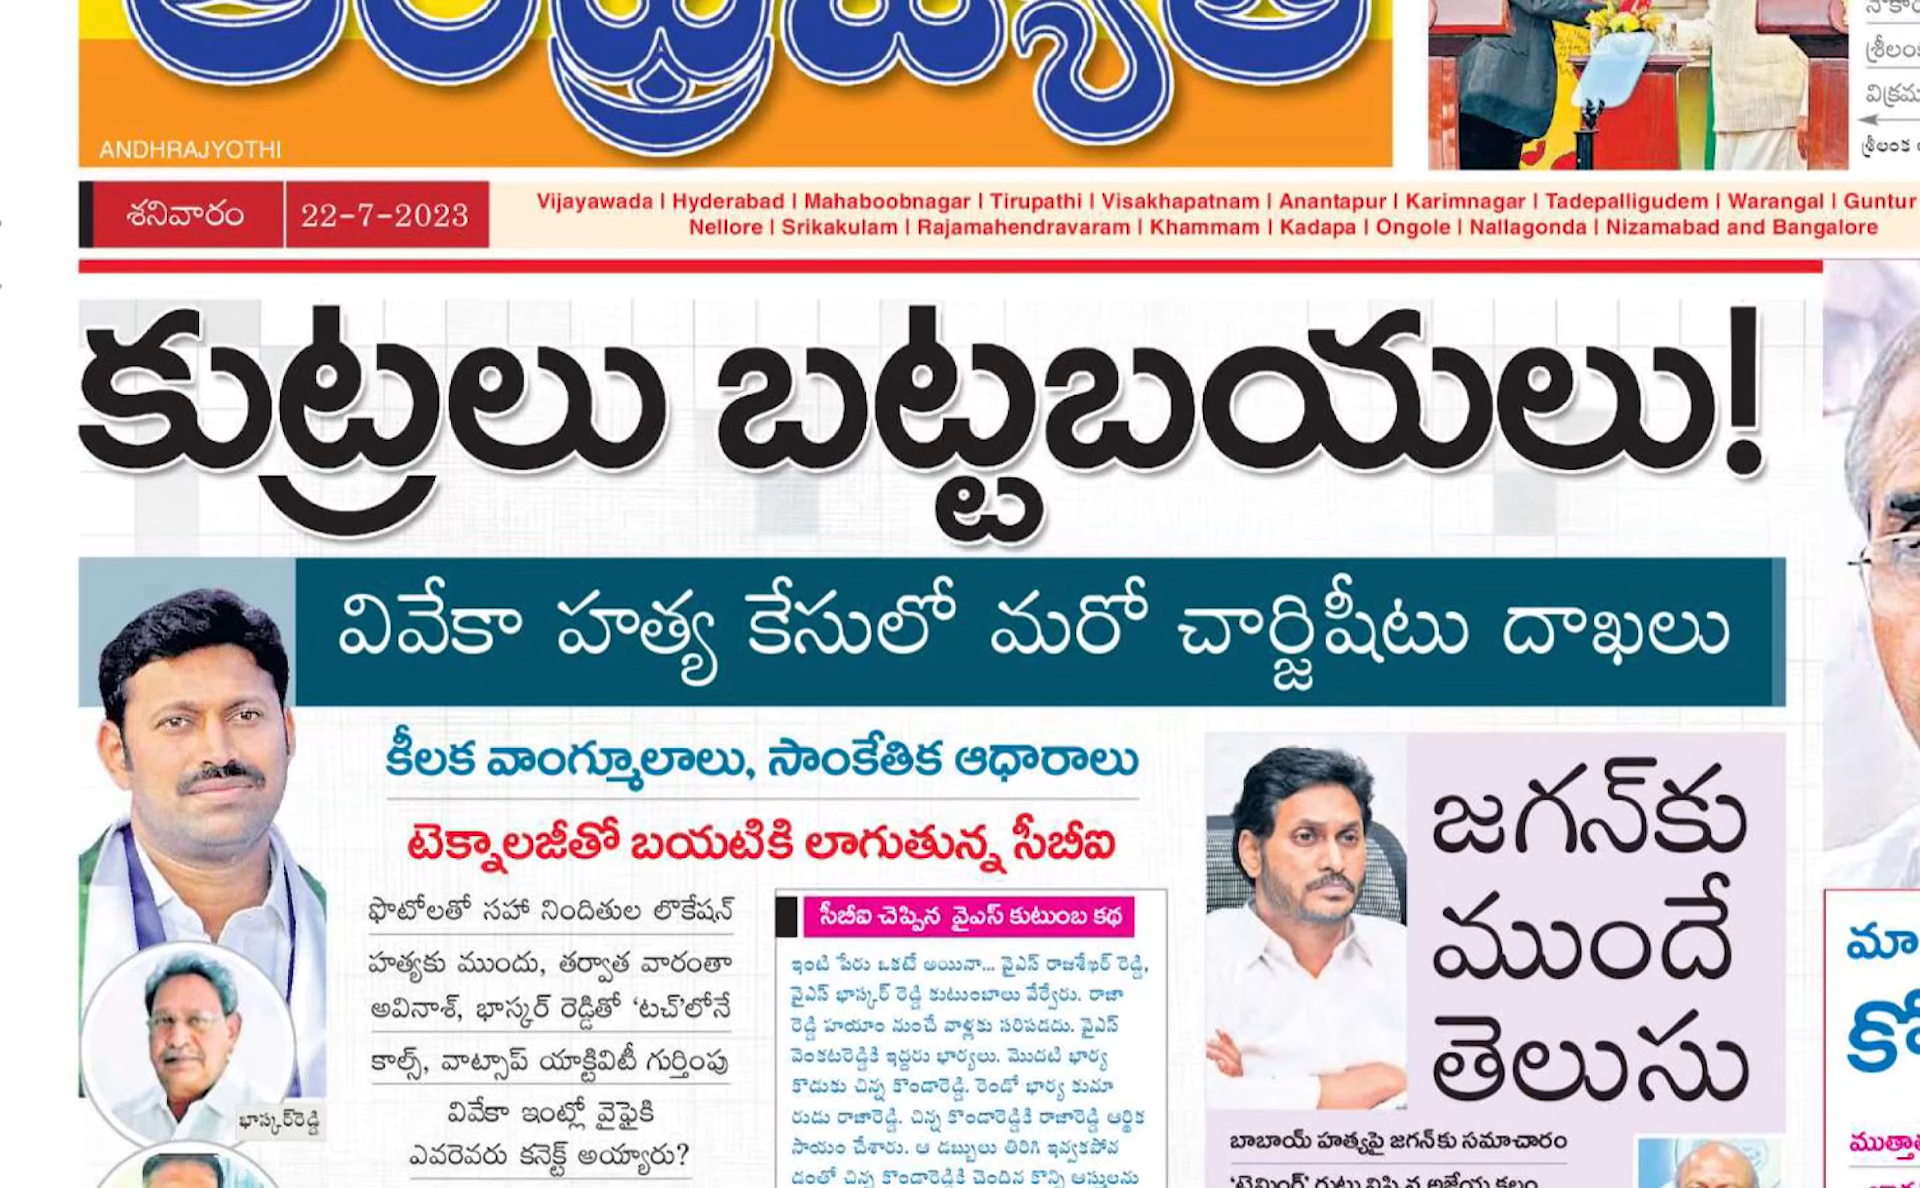 ఆంధ్రజ్యోతి
ANDHRAJYOTHI
శనివారం 22-7-2023
Vijayawada | Hyderabad | Mahaboobnagar | Tirupathi | Visakhapatnam | Anantapur | Karimnagar | Tadepalligudem | Warangal | Guntur
Nellore | Srikakulam | Rajamahendravaram | Khammam | Kadapa | Ongole | Nallagonda | Nizamabad and Bangalore
కుట్రలు బట్టబయలు!
వివేకా హత్య కేసులో మరో చార్జిషీటు దాఖలు
కీలక వాంగ్మూలాలు, సాంకేతిక ఆధారాలు
టెక్నాలజీతో బయటికి లాగుతున్న సీబీఐ
ఫొటోలతో సహా నిందితుల లొకేషన్
హత్యకు ముందు, తర్వాత వారంతా
అవినాశ్, భాస్కర్ రెడ్డితో ‘టచ్’లోనే
కాల్స్, వాట్సాప్ యాక్టివిటీ గుర్తింపు
వివేకా ఇంట్లో వైఫైకి
ఎవరెవరు కనెక్ట్ అయ్యారు?
భాస్కర్‌రెడ్డి
సీబీఐ చెప్పిన వైఎస్ కుటుంబ కథ
ఇంటి పేరు ఒకటే అయినా... వైఎస్ రాజశేఖర్ రెడ్డి,
వైఎస్ భాస్కర్ రెడ్డి కుటుంబాలు వేర్వేరు. రాజా
రెడ్డి హయాం నుంచే వాళ్లకు సరిపడదు. వైఎస్
వెంకటరెడ్డికి ఇద్దరు భార్యలు. మొదటి భార్య
కొడుకు చిన్న కొండారెడ్డి. రెండో భార్య కుమా
రుడు రాజారెడ్డి. చిన్న కొండారెడ్డికి రాజారెడ్డి ఆర్థిక
సాయం చేశారు. ఆ డబ్బులు తిరిగి ఇవ్వకపోవ
డంతో చిన్న కొండారెడ్డికి చెందిన కొన్ని ఆస్తులను
జగన్‌కు
ముందే
తెలుసు
బాబాయ్ హత్యపై జగన్‌కు సమాచారం
‘టైమింగ్’ గుట్టు విప్పిన అజేయ కల్లం
శ్రీలంక
మా